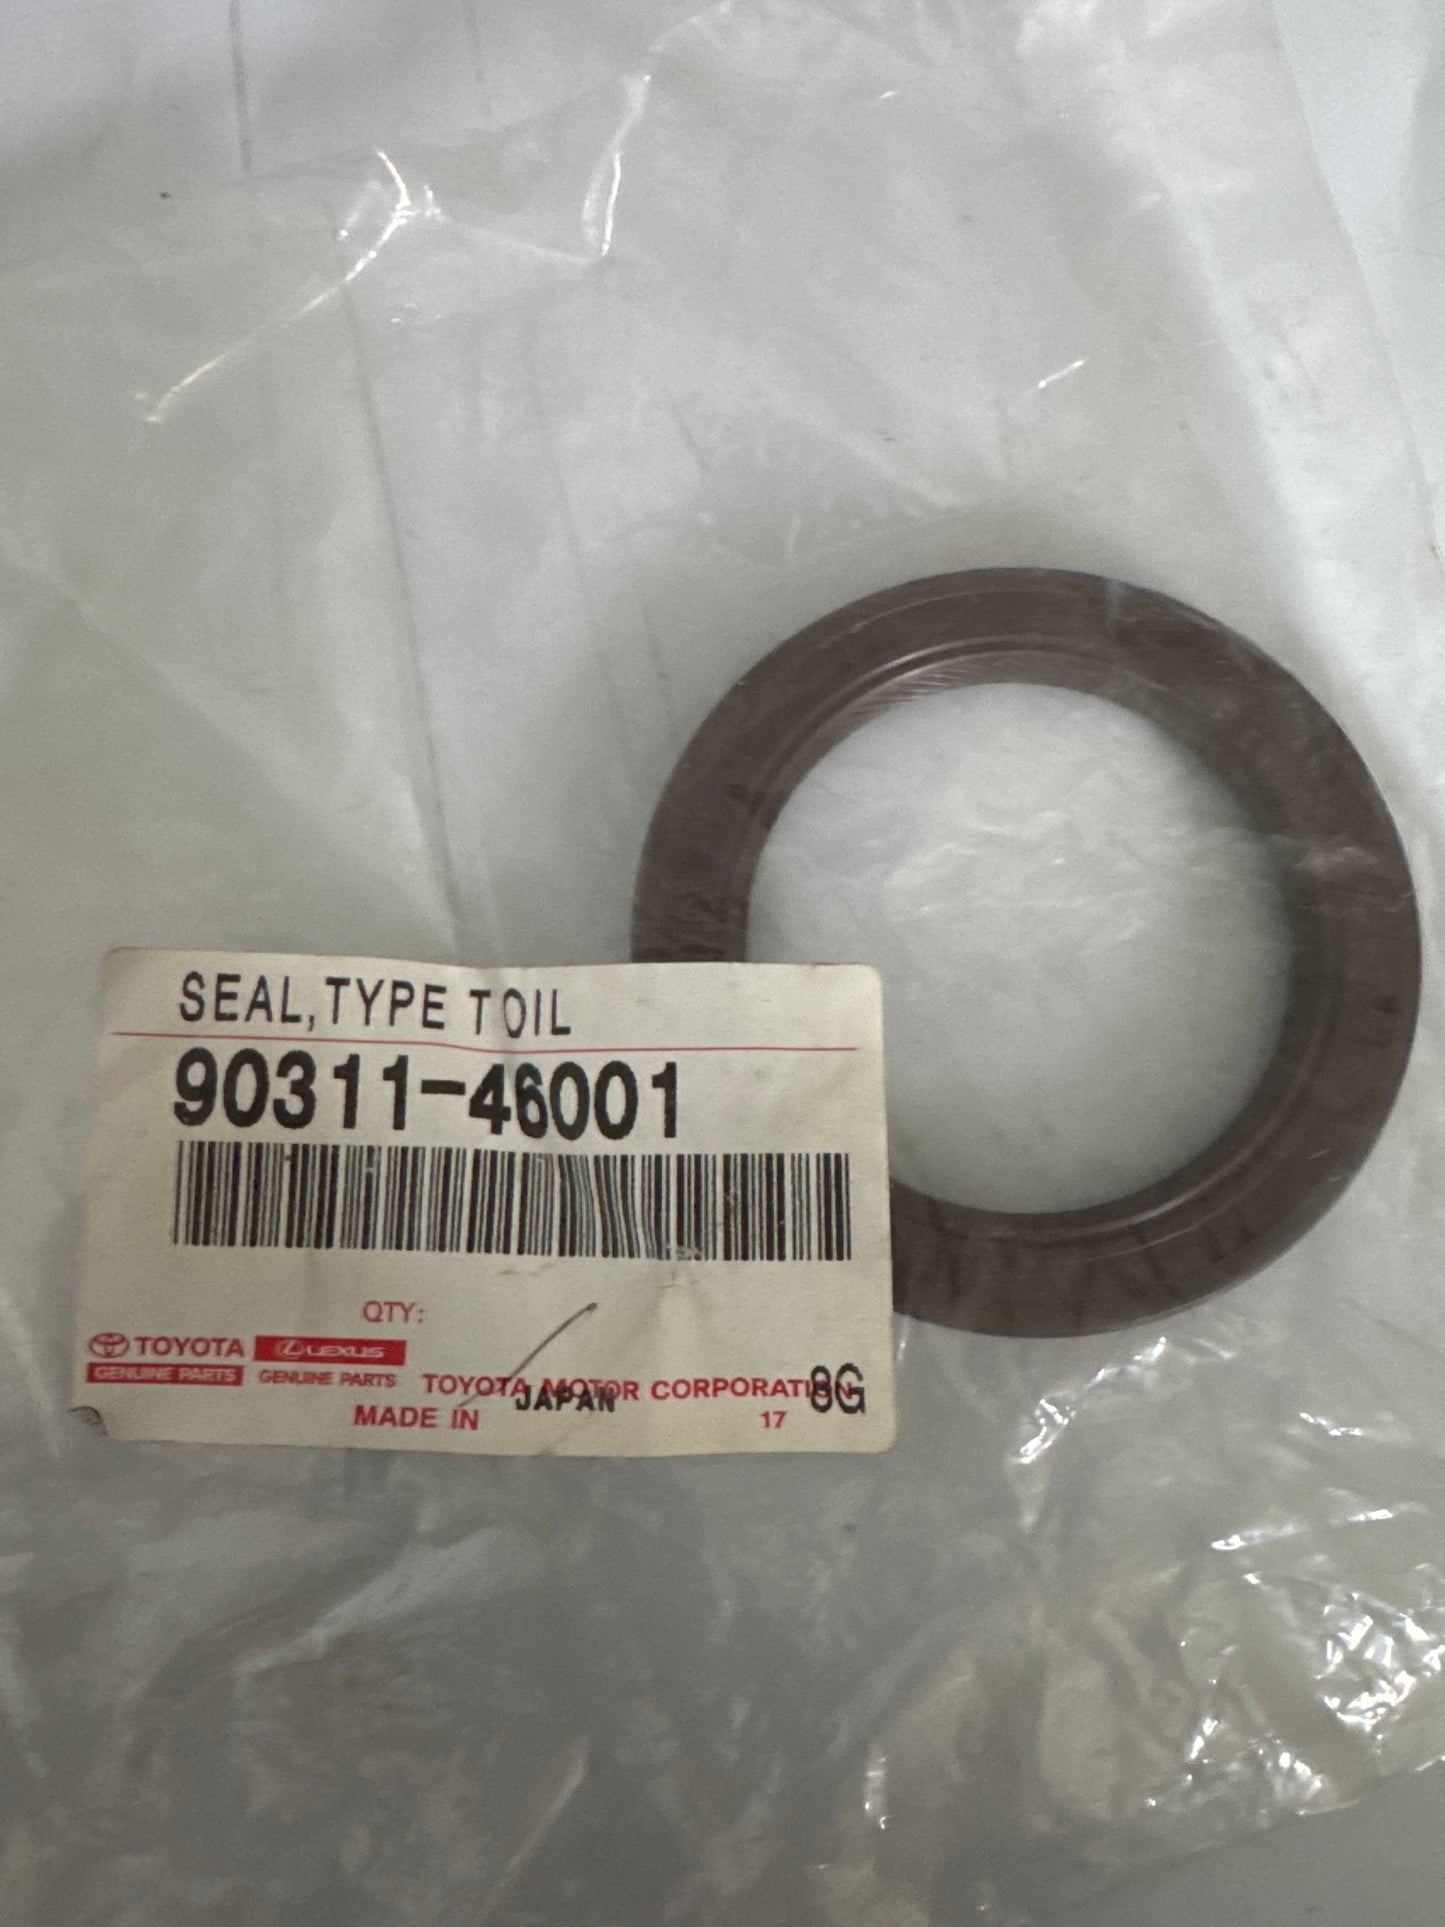 SEAL,TYPE T OIL
90311-46001
QTY:
TOYOTA LEXUS
GENUINE PARTS GENUINE PARTS TOYOTA MOTOR CORPORATION 8G
MADE IN JAPAN 17